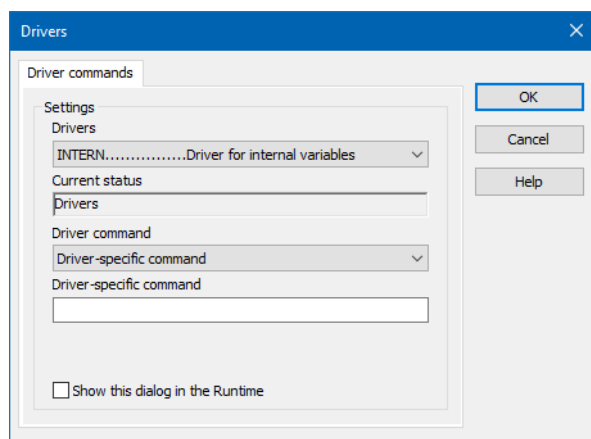 Drivers
Driver commands
Settings
Drivers
INTERN................Driver for internal variables
Current status
Drivers
Driver command
Driver-specific command
Driver-specific command
Show this dialog in the Runtime
OK
Cancel
Help